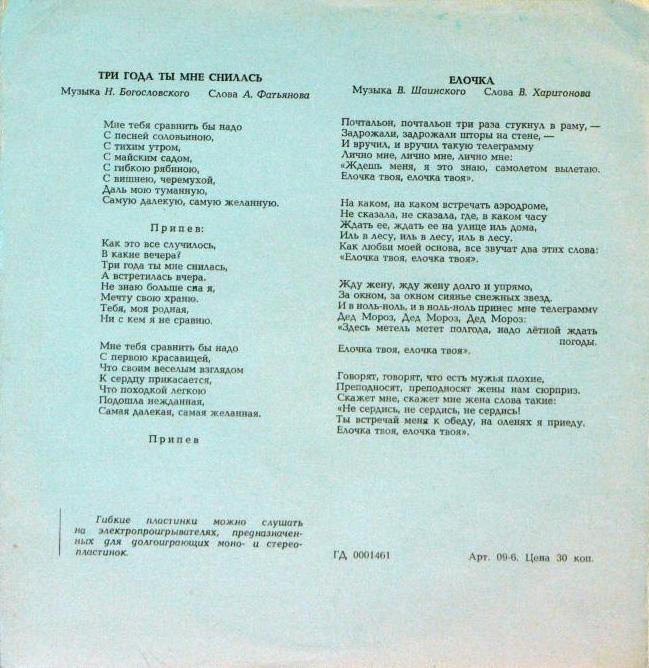 ТРИ ГОДА ТЫ МНЕ СНИЛАСЬ
Музыка Н. Богословского Слова А. Фатьянова
Мне тебя сравнить бы надо
С песней соловьиною,
С тихим утром,
С майским садом,
С гибкою рябиною,
С вишнею, черемухой,
Даль мою туманную,
Самую далекую, самую желанную.
Припев:
Как это все случилось,
В какие вечера?
Три года ты мне снилась,
А встретилась вчера.
Не знаю больше сна я,
Мечту свою храню.
Тебя, моя родная,
Ни с кем я не сравню.
Мне тебя сравнить бы надо
С первою красавицей,
Что своим веселым взглядом
К сердцу прикасается,
Что походкой легкою
Подошла нежданная,
Самая далекая, самая желанная.
Припев
ЕЛОЧКА
Музыка В. Шаинского Слова В. Харитонова
Почтальон, почтальон три раза стукнул в раму, —
Задрожали, задрожали шторы на стене, —
И вручил, и вручил такую телеграмму
Лично мне, лично мне, лично мне:
«Ждешь меня, я это знаю, самолетом вылетаю.
Елочка твоя, елочка твоя».
На каком, на каком встречать аэродроме,
Не сказала, не сказала, где, в каком часу
Ждать ее, ждать ее на улице иль дома,
Иль в лесу, иль в лесу, иль в лесу.
Как любви моей основа, все звучат два этих слова:
«Елочка твоя, елочка твоя».
Жду жену, жду жену долго и упрямо,
За окном, за окном сиянье снежных звезд.
И в ноль-ноль, и в ноль-ноль принес мне телеграмму
Дед Мороз, Дед Мороз, Дед Мороз:
«Здесь метель метет полгода, надо лётной ждать
погоды.
Елочка твоя, елочка твоя».
Говорят, говорят, что есть мужья плохие,
Преподносят, преподносят жены нам сюрприз.
Скажет мне, скажет мне жена слова такие:
«Не сердись, не сердись, не сердись!
Ты встречай меня к обеду, на оленях я приеду.
Елочка твоя, елочка твоя».
Гибкие пластинки можно слушать
на электропроигрывателях, предназначен-
ных для долгоиграющих моно- и стерео-
пластинок.
ГД 0001461 Арт. 09-6. Цена 30 коп.